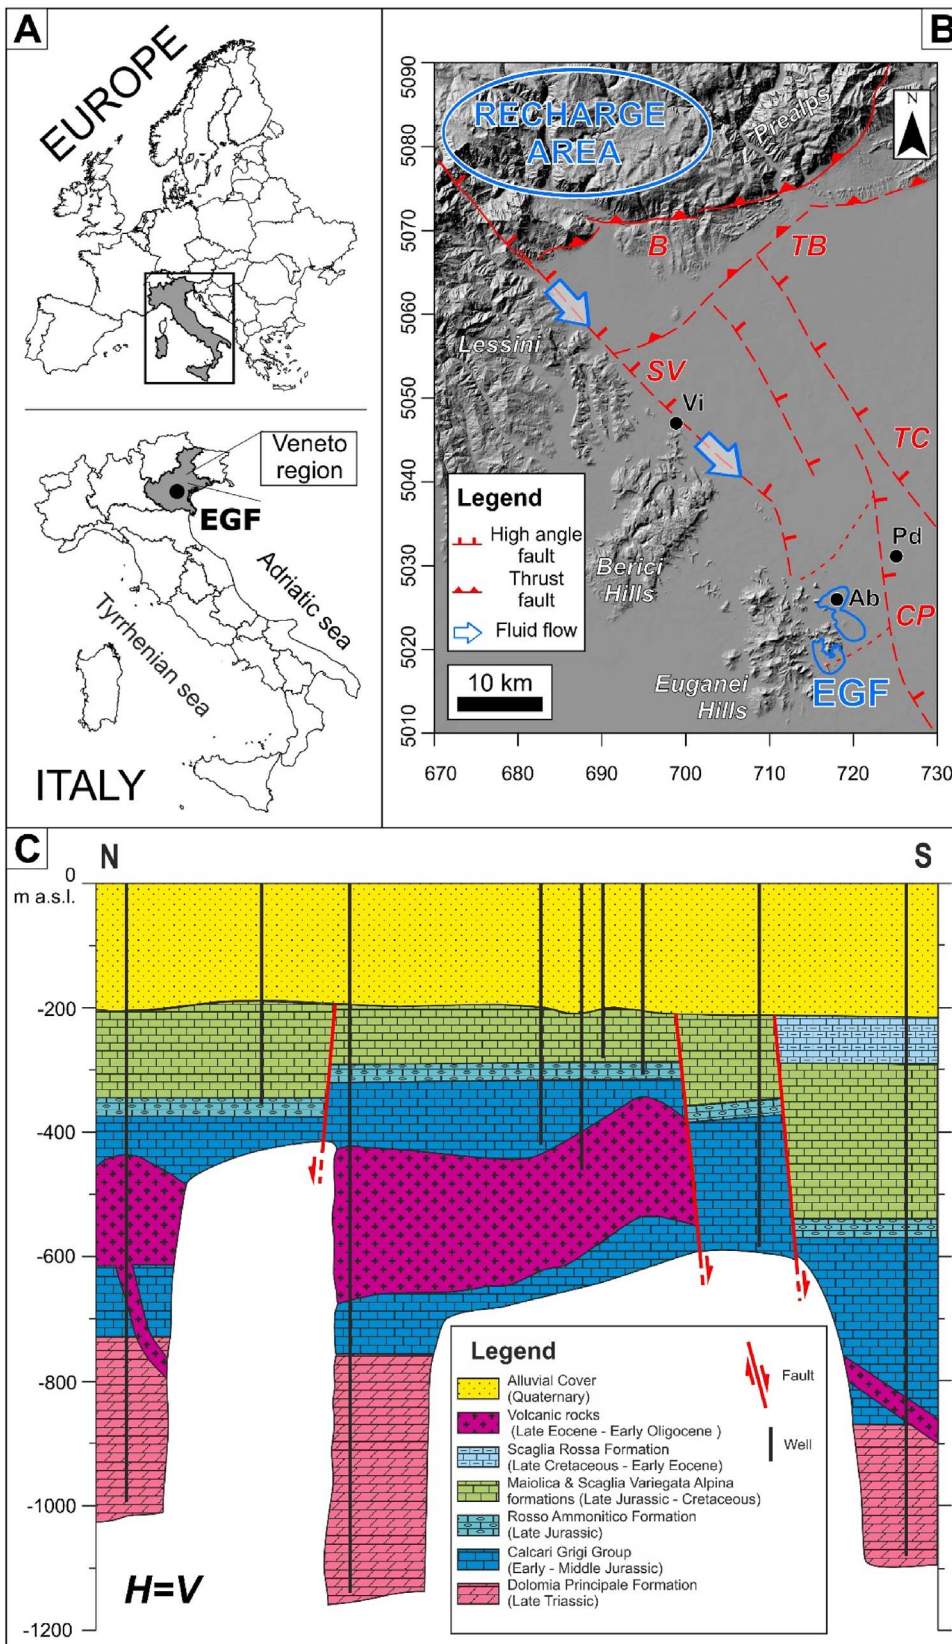 A
EUROPE
Veneto
region
EGF
Adriatic sea
Tyrrhenian sea
ITALY
B
N
RECHARGE
AREA
Prealps
B
TB
Lessini
SV
Vi
TC
Legend
High angle
fault
Thrust
fault
Fluid flow
10 km
Berici
Hills
Pd
Ab
CP
Euganei
Hills
EGF
5090
5080
5070
5060
5050
5040
5030
5020
5010
670
680
690
700
710
720
730
C
N
S
0
m a.s.l.
-200
-400
-600
-800
-1000
-1200
H=V
Legend
Alluvial Cover
(Quaternary)
Volcanic rocks
(Late Eocene - Early Oligocene )
Scaglia Rossa Formation
(Late Cretaceous - Early Eocene)
Maiolica & Scaglia Variegata Alpina
formations (Late Jurassic - Cretaceous)
Rosso Ammonitico Formation
(Late Jurassic)
Calcari Grigi Group
(Early - Middle Jurassic)
Dolomia Principale Formation
(Late Triassic)
Fault
Well